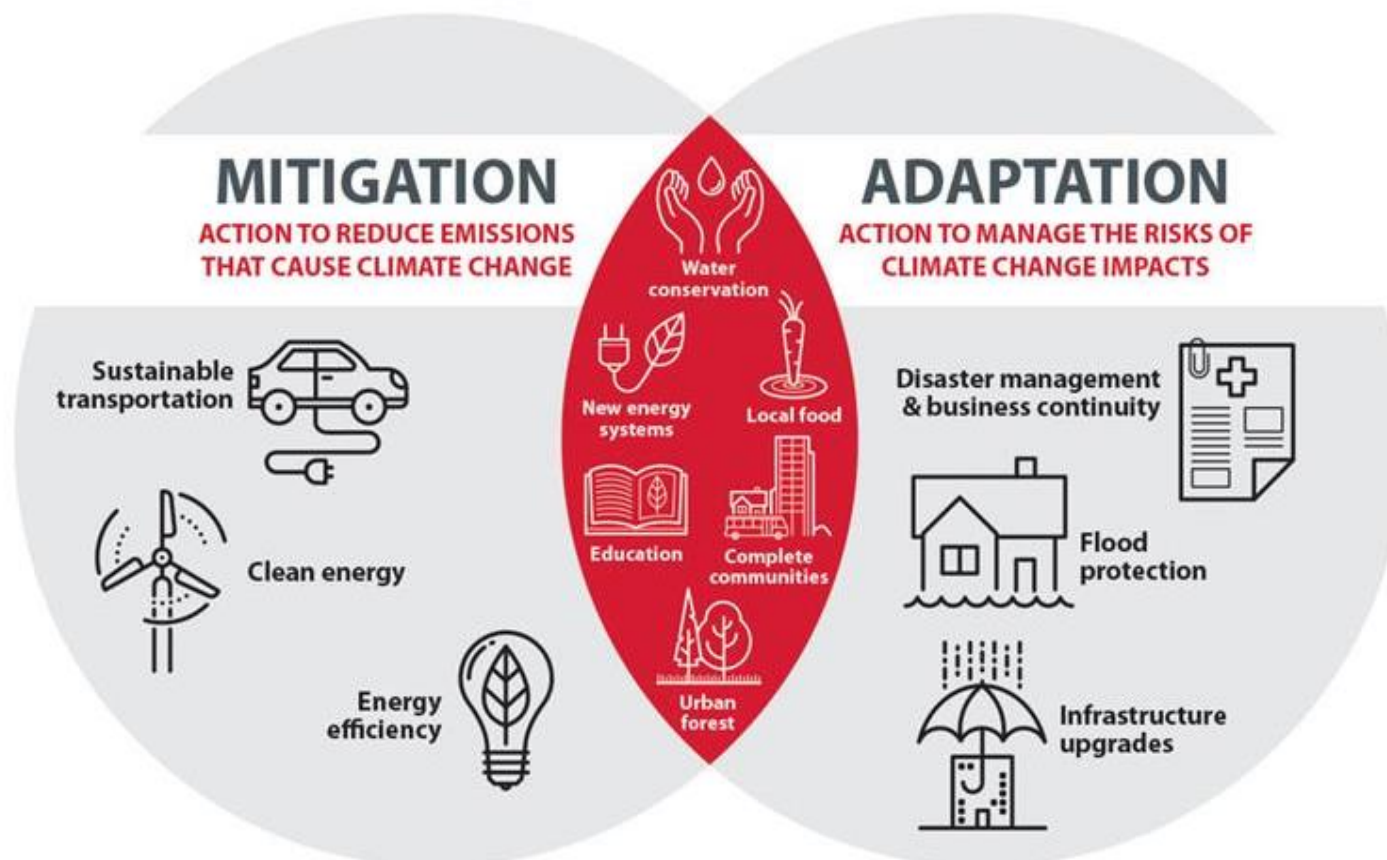 MITIGATION
ACTION TO REDUCE EMISSIONS
THAT CAUSE CLIMATE CHANGE
Sustainable
transportation
Clean energy
Energy
efficiency
Water
conservation
New energy
systems
Local food
Education
Complete
communities
Urban
forest
ADAPTATION
ACTION TO MANAGE THE RISKS OF
CLIMATE CHANGE IMPACTS
Disaster management
& business continuity
Flood
protection
Infrastructure
upgrades